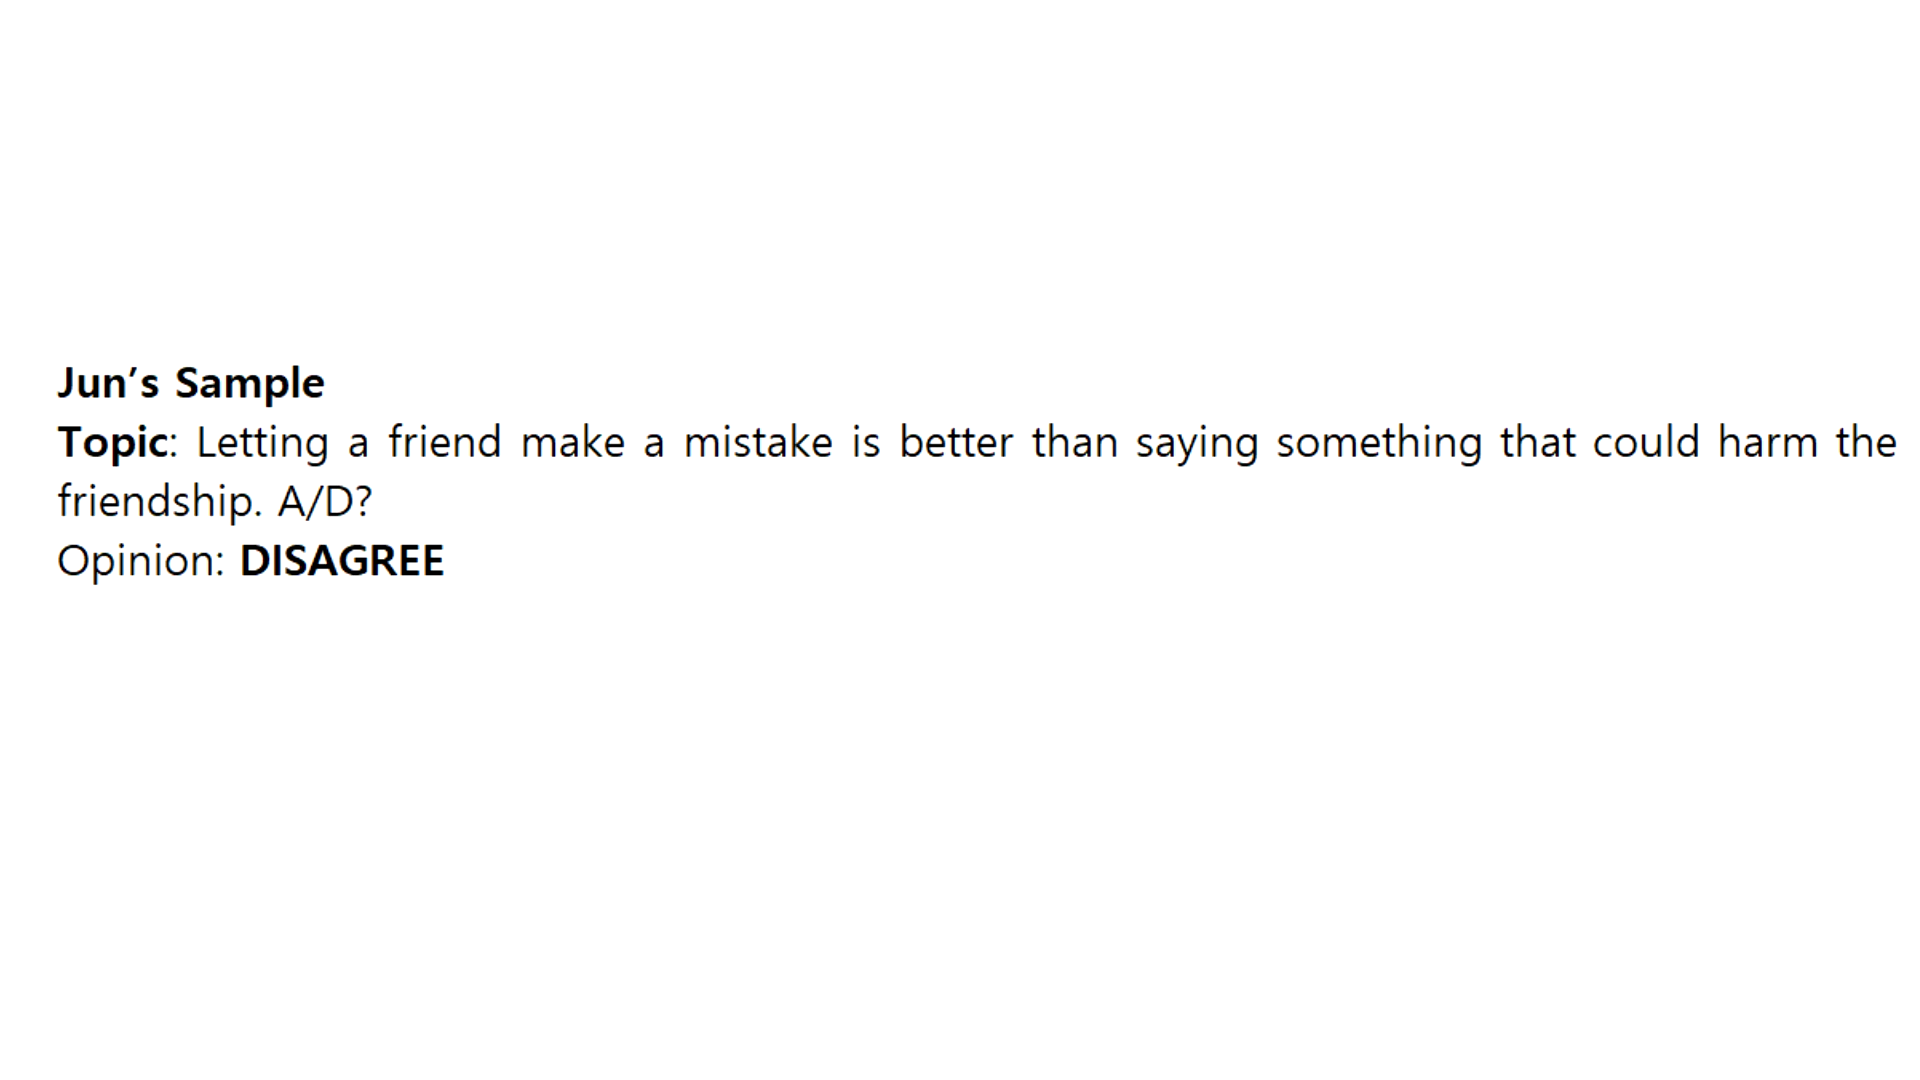 Jun’s Sample
Topic: Letting a friend make a mistake is better than saying something that could harm the
friendship. A/D?
Opinion: DISAGREE